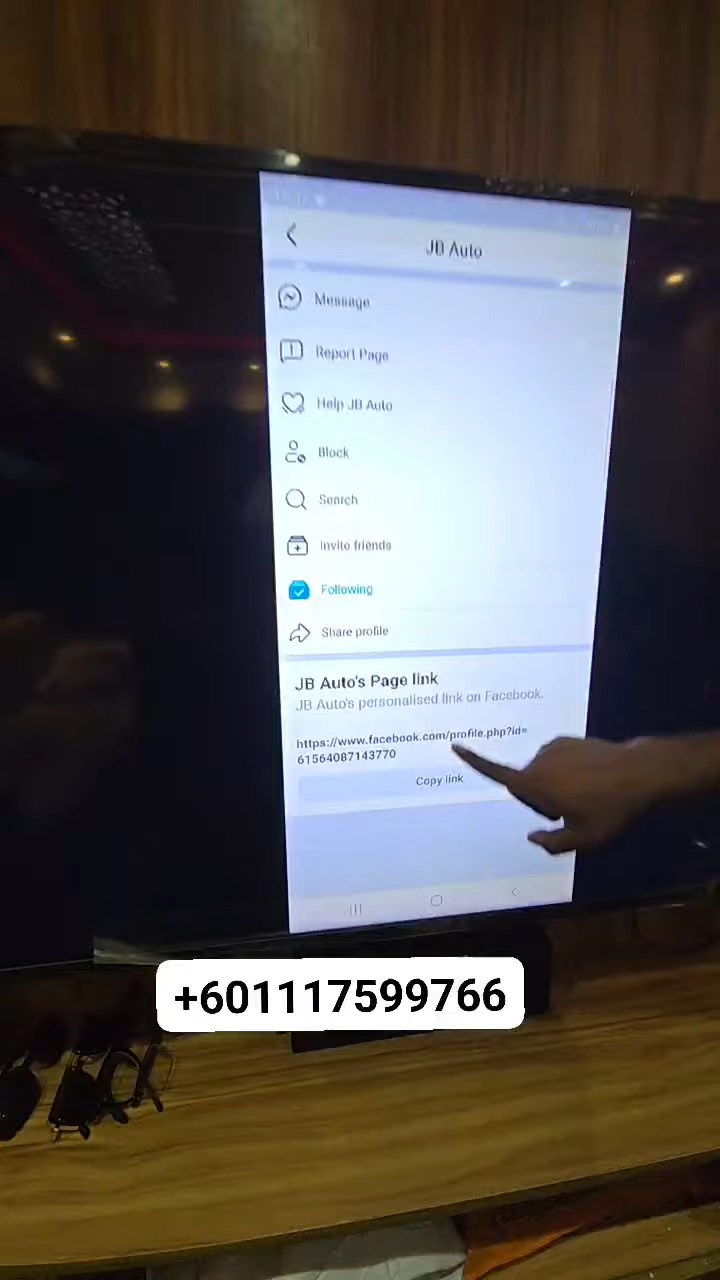 JB Auto
Message
Report Page
Help JB Auto
Block
Search
Invite friends
Following
Share profile
JB Auto's Page link
JB Auto's personalised link on Facebook.
https://www.facebook.com/profile.php?id=
61564087143770
Copy link
+601117599766